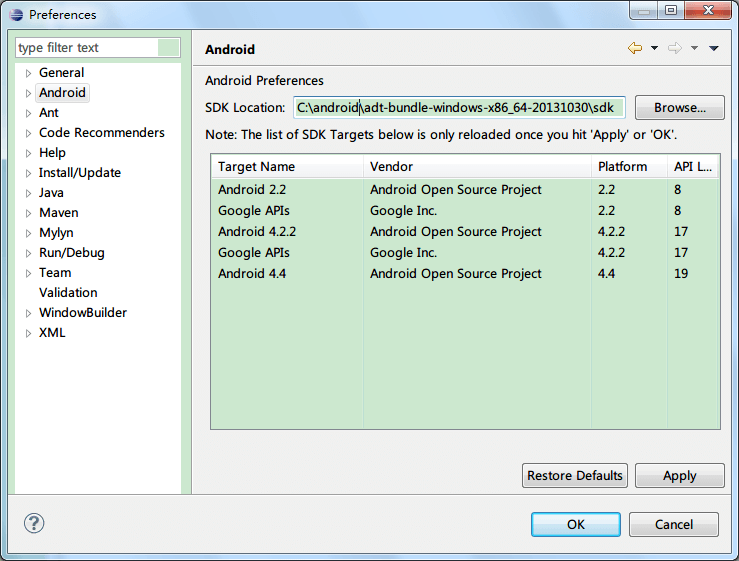 Preferences
type filter text
General
Android
Ant
Code Recommenders
Help
Install/Update
Java
Maven
Mylyn
Run/Debug
Team
Validation
WindowBuilder
XML
Android
Android Preferences
SDK Location: C:\android\adt-bundle-windows-x86_64-20131030\sdk Browse...
Note: The list of SDK Targets below is only reloaded once you hit 'Apply' or 'OK'.
Target Name Vendor Platform API L...
Android 2.2 Android Open Source Project 2.2 8
Google APIs Google Inc. 2.2 8
Android 4.2.2 Android Open Source Project 4.2.2 17
Google APIs Google Inc. 4.2.2 17
Android 4.4 Android Open Source Project 4.4 19
Restore Defaults Apply
? OK Cancel